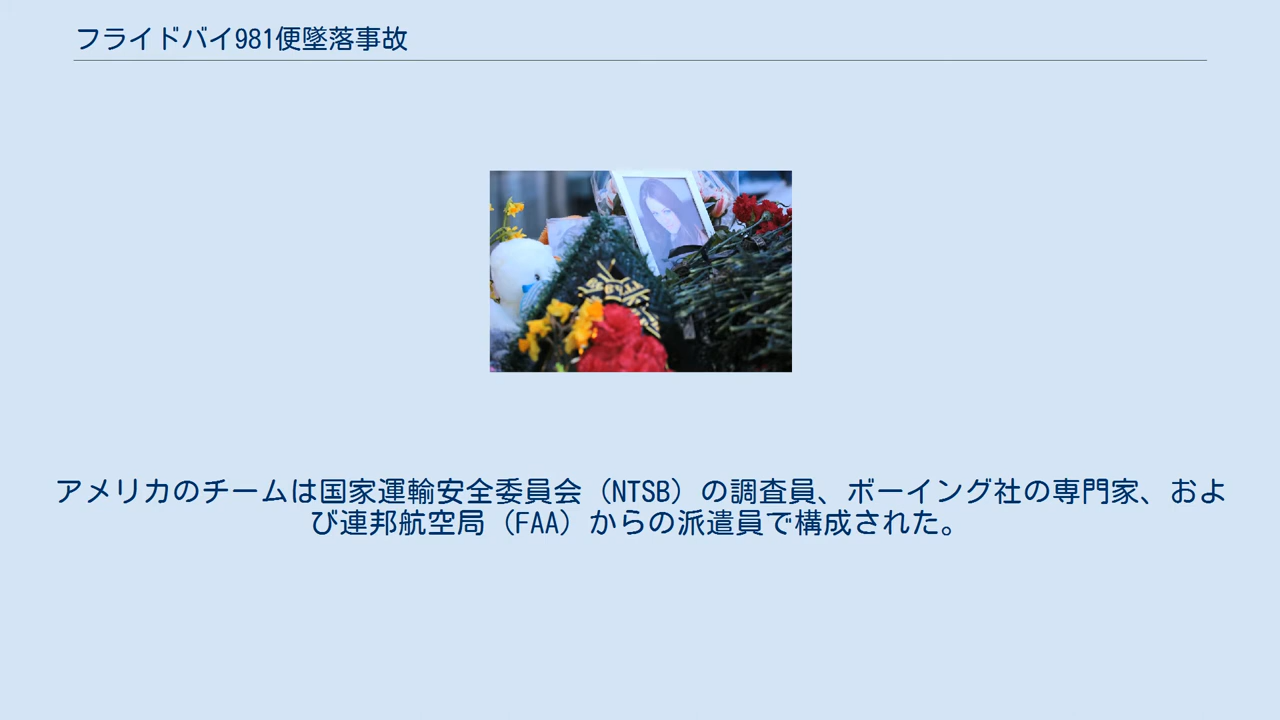 フライドバイ981便墜落事故
アメリカのチームは国家運輸安全委員会（NTSB）の調査員、ボーイング社の専門家、およ
び連邦航空局（FAA）からの派遣員で構成された。